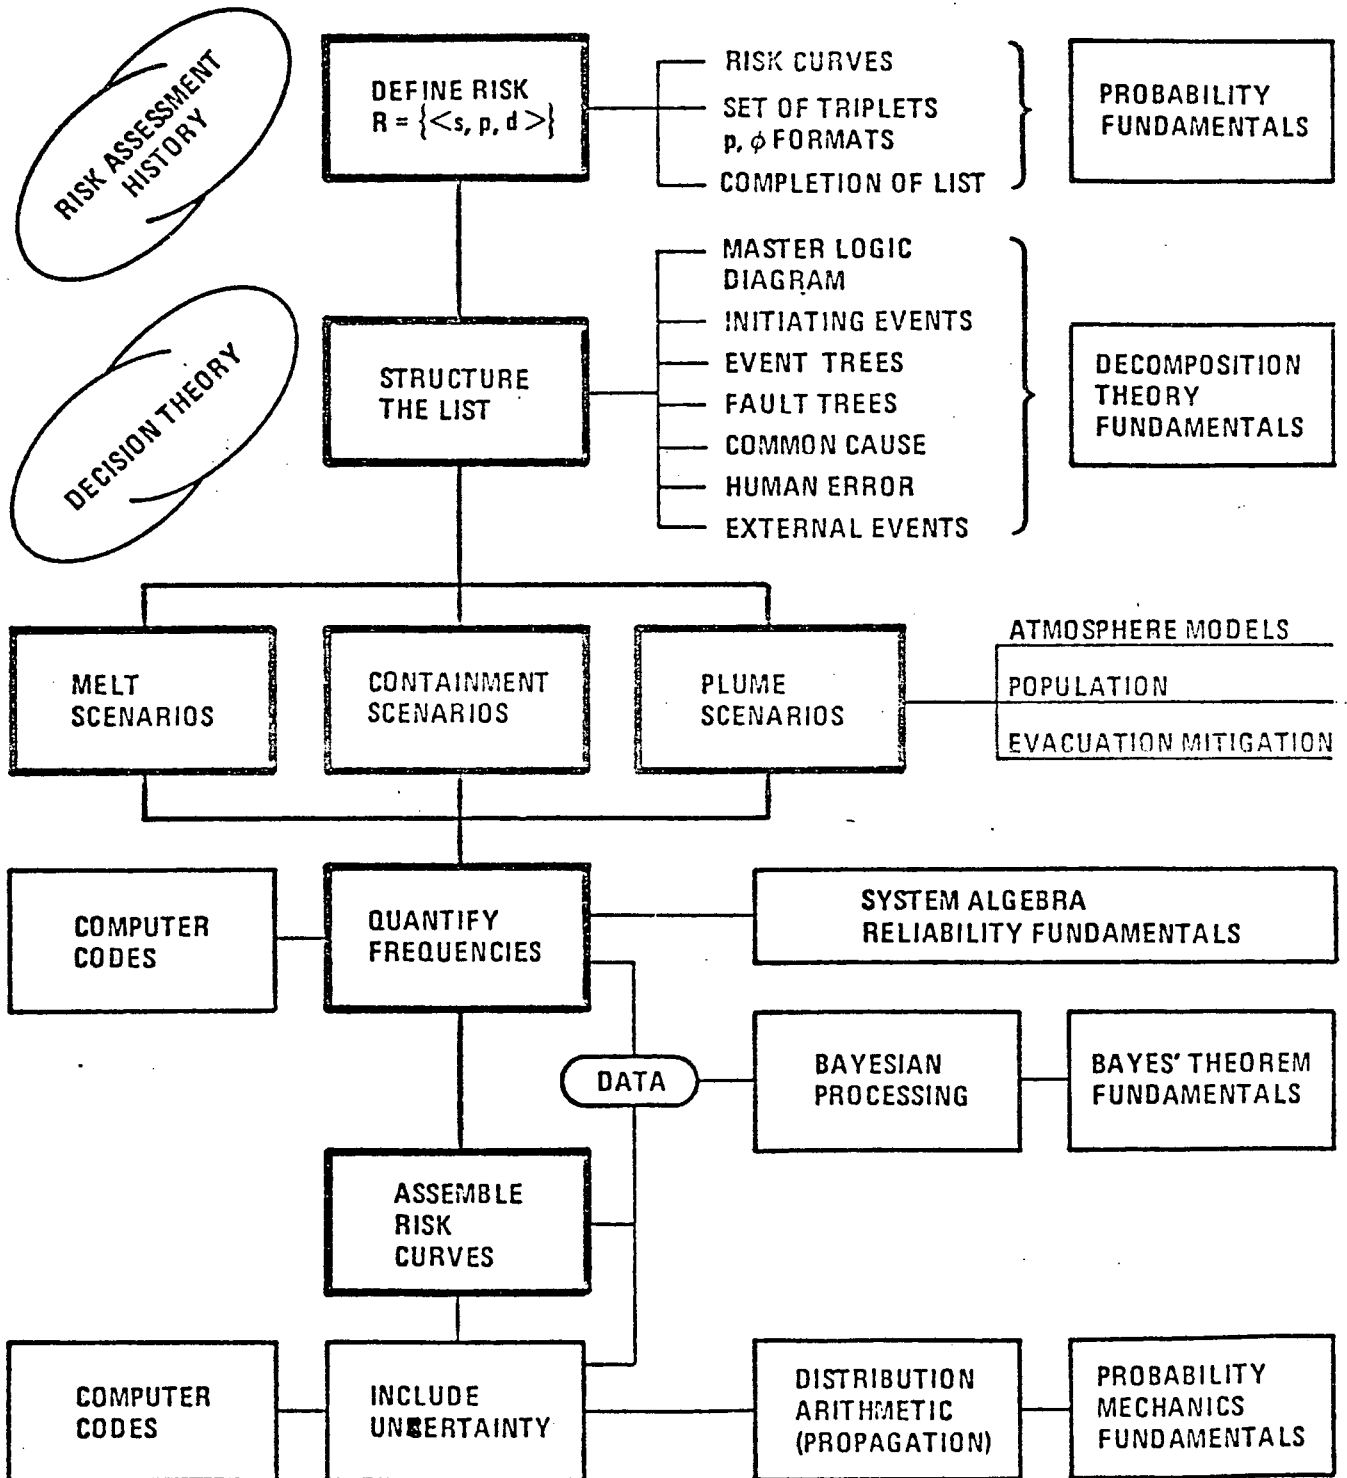 RISK ASSESSMENT
HISTORY
DEFINE RISK
R = {<s, p, d >}
RISK CURVES
SET OF TRIPLETS
p, ϕ FORMATS
COMPLETION OF LIST
PROBABILITY
FUNDAMENTALS
DECISION THEORY
STRUCTURE
THE LIST
MASTER LOGIC
DIAGRAM
INITIATING EVENTS
EVENT TREES
FAULT TREES
COMMON CAUSE
HUMAN ERROR
EXTERNAL EVENTS
DECOMPOSITION
THEORY
FUNDAMENTALS
MELT
SCENARIOS
CONTAINMENT
SCENARIOS
PLUME
SCENARIOS
ATMOSPHERE MODELS
POPULATION
EVACUATION MITIGATION
COMPUTER
CODES
QUANTIFY
FREQUENCIES
SYSTEM ALGEBRA
RELIABILITY FUNDAMENTALS
DATA
BAYESIAN
PROCESSING
BAYES' THEOREM
FUNDAMENTALS
ASSEMBLE
RISK
CURVES
COMPUTER
CODES
INCLUDE
UNCERTAINTY
DISTRIBUTION
ARITHMETIC
(PROPAGATION)
PROBABILITY
MECHANICS
FUNDAMENTALS